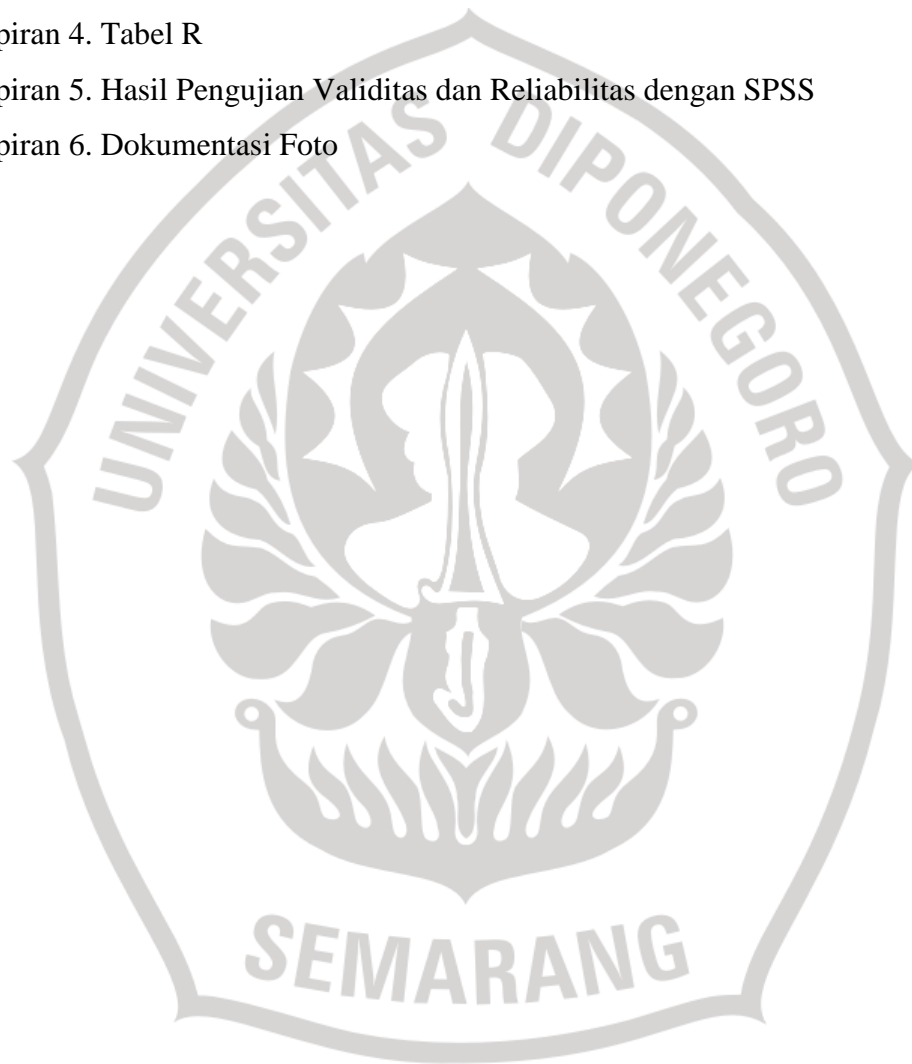 piran 4. Tabel R
piran 5. Hasil Pengujian Validitas dan Reliabilitas dengan SPSS
piran 6. Dokumentasi Foto
UNIVERSITAS DIPONEGORO
SEMARANG